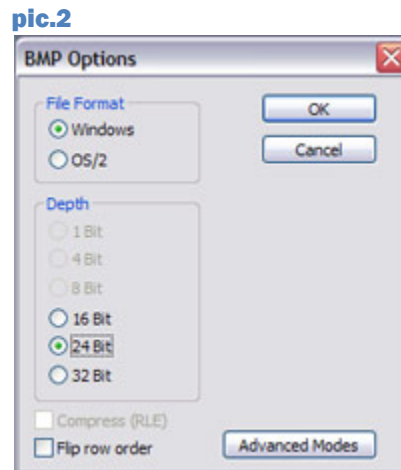 pic.2
BMP Options
File Format
Windows
OS/2
OK
Cancel
Depth
1 Bit
4 Bit
8 Bit
16 Bit
24 Bit
32 Bit
Compress (RLE)
Flip row order
Advanced Modes